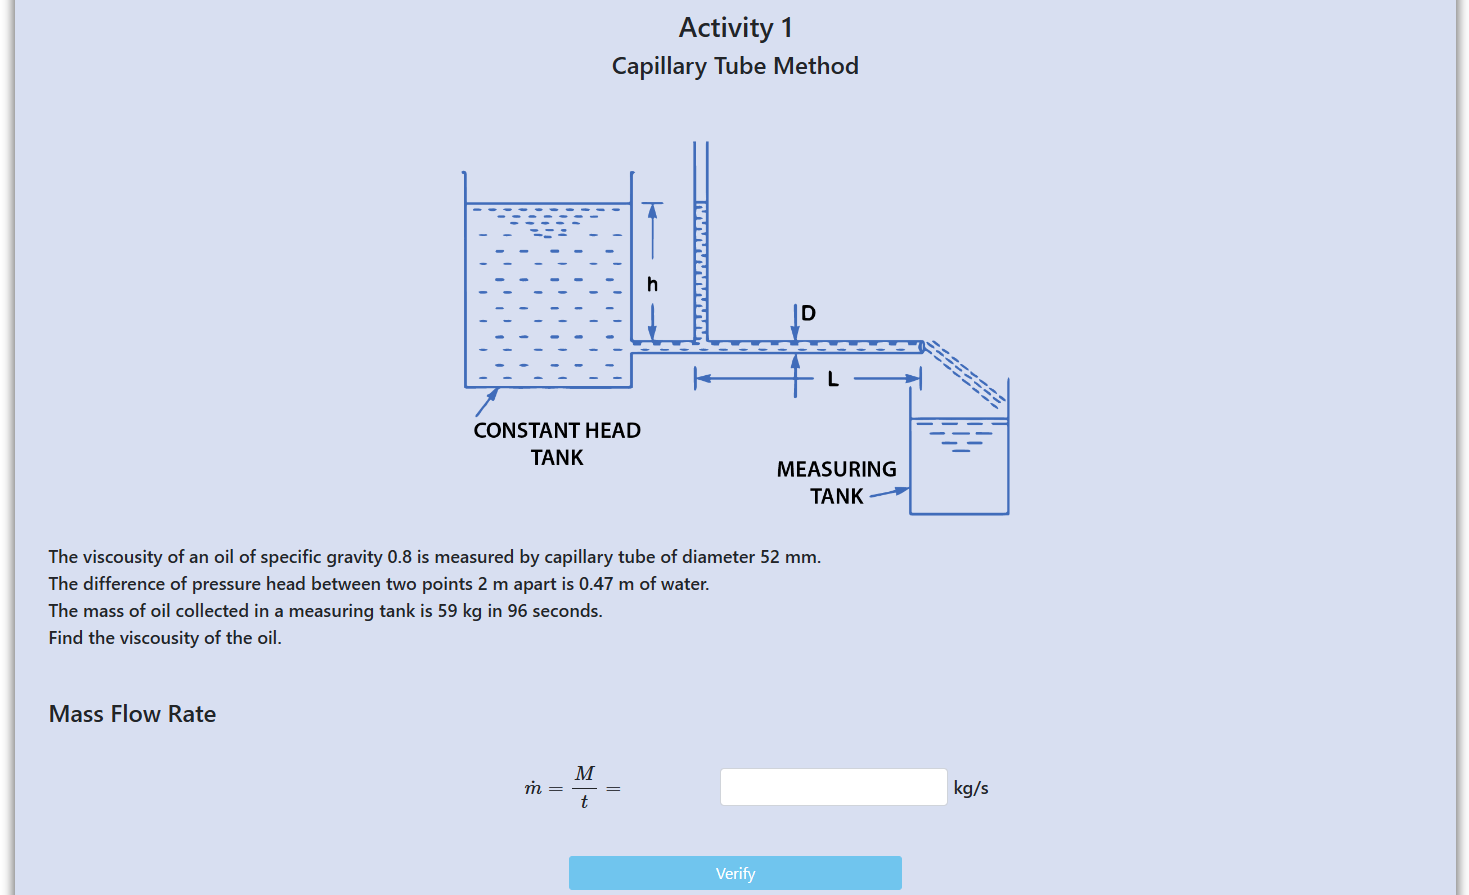 Activity 1
Capillary Tube Method
h
D
L
CONSTANT HEAD
TANK
MEASURING
TANK
The viscousity of an oil of specific gravity 0.8 is measured by capillary tube of diameter 52 mm.
The difference of pressure head between two points 2 m apart is 0.47 m of water.
The mass of oil collected in a measuring tank is 59 kg in 96 seconds.
Find the viscousity of the oil.
Mass Flow Rate
ṁ = M/t = kg/s
Verify